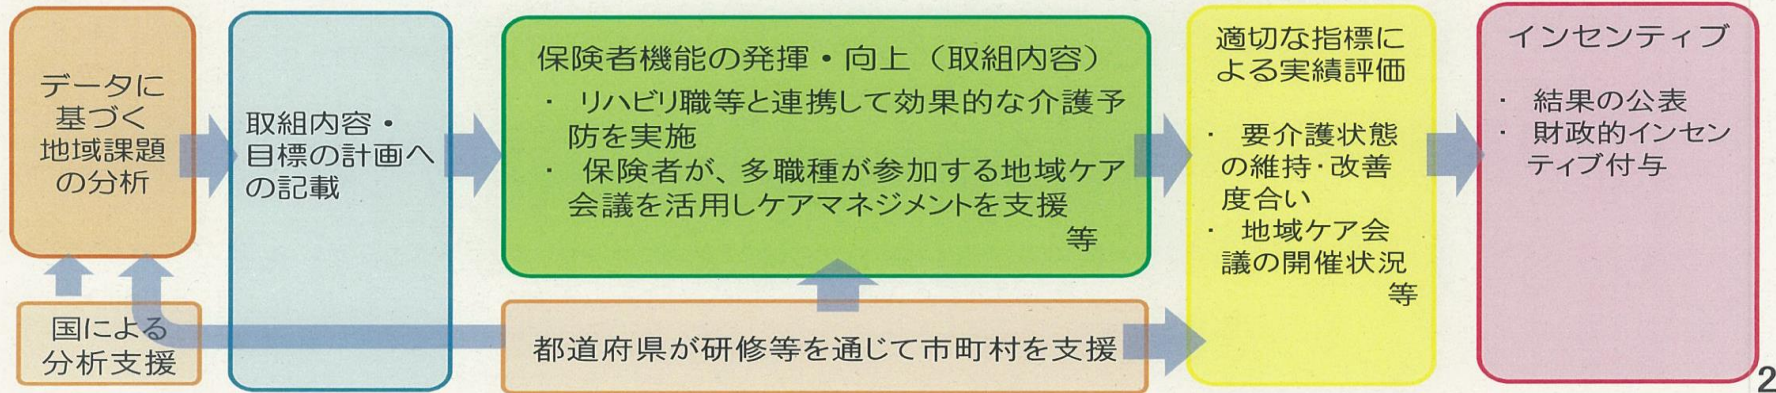 データに
基づく
地域課題
の分析
国による
分析支援
取組内容・
目標の計画へ
の記載
保険者機能の発揮・向上（取組内容）
・ リハビリ職等と連携して効果的な介護予
防を実施
・ 保険者が、多職種が参加する地域ケア
会議を活用しケアマネジメントを支援
等
都道府県が研修等を通じて市町村を支援
適切な指標に
よる実績評価
・ 要介護状態
の維持・改善
度合い
・ 地域ケア会
議の開催状況
等
インセンティブ
・ 結果の公表
・ 財政的インセン
ティブ付与
2